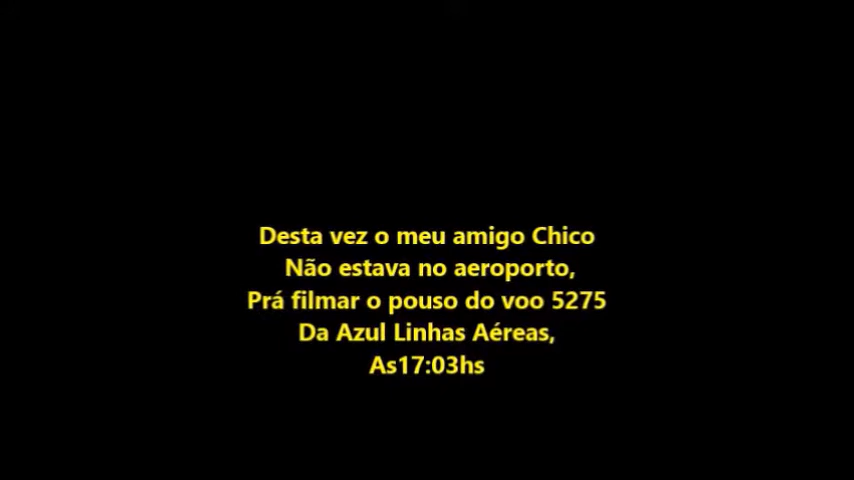 Desta vez o meu amigo Chico
Não estava no aeroporto,
Prá filmar o pouso do voo 5275
Da Azul Linhas Aéreas,
As17:03hs